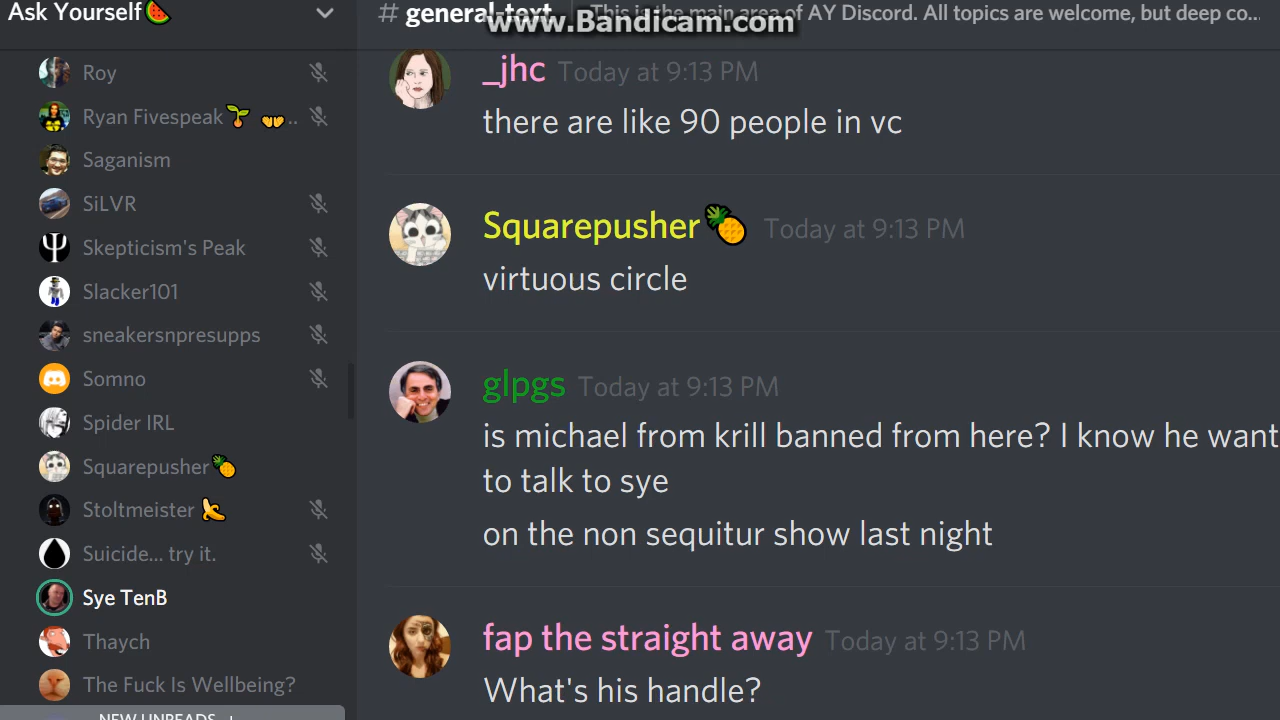 Ask Yourself🍉
Roy
Ryan Fivespeak🌱 👐..
Saganism
SiLVR
Skepticism's Peak
Slacker101
sneakersnpresupps
Somno
Spider IRL
Squarepusher🍍
Stoltmeister 🍌
Suicide... try it.
Sye TenB
Thaych
The Fuck Is Wellbeing?
NEW UNREADS
# general-text
This is the main area of AY Discord. All topics are welcome, but deep co...
www.Bandicam.com
_jhc Today at 9:13 PM
there are like 90 people in vc
Squarepusher🍍 Today at 9:13 PM
virtuous circle
glpgs Today at 9:13 PM
is michael from krill banned from here? I know he want
to talk to sye
on the non sequitur show last night
fap the straight away Today at 9:13 PM
What's his handle?